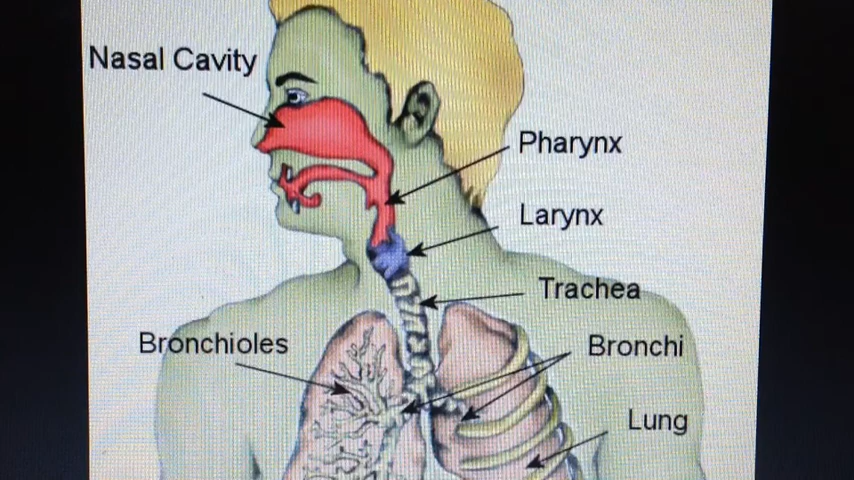 Nasal Cavity
Pharynx
Larynx
Trachea
Bronchioles
Bronchi
Lung